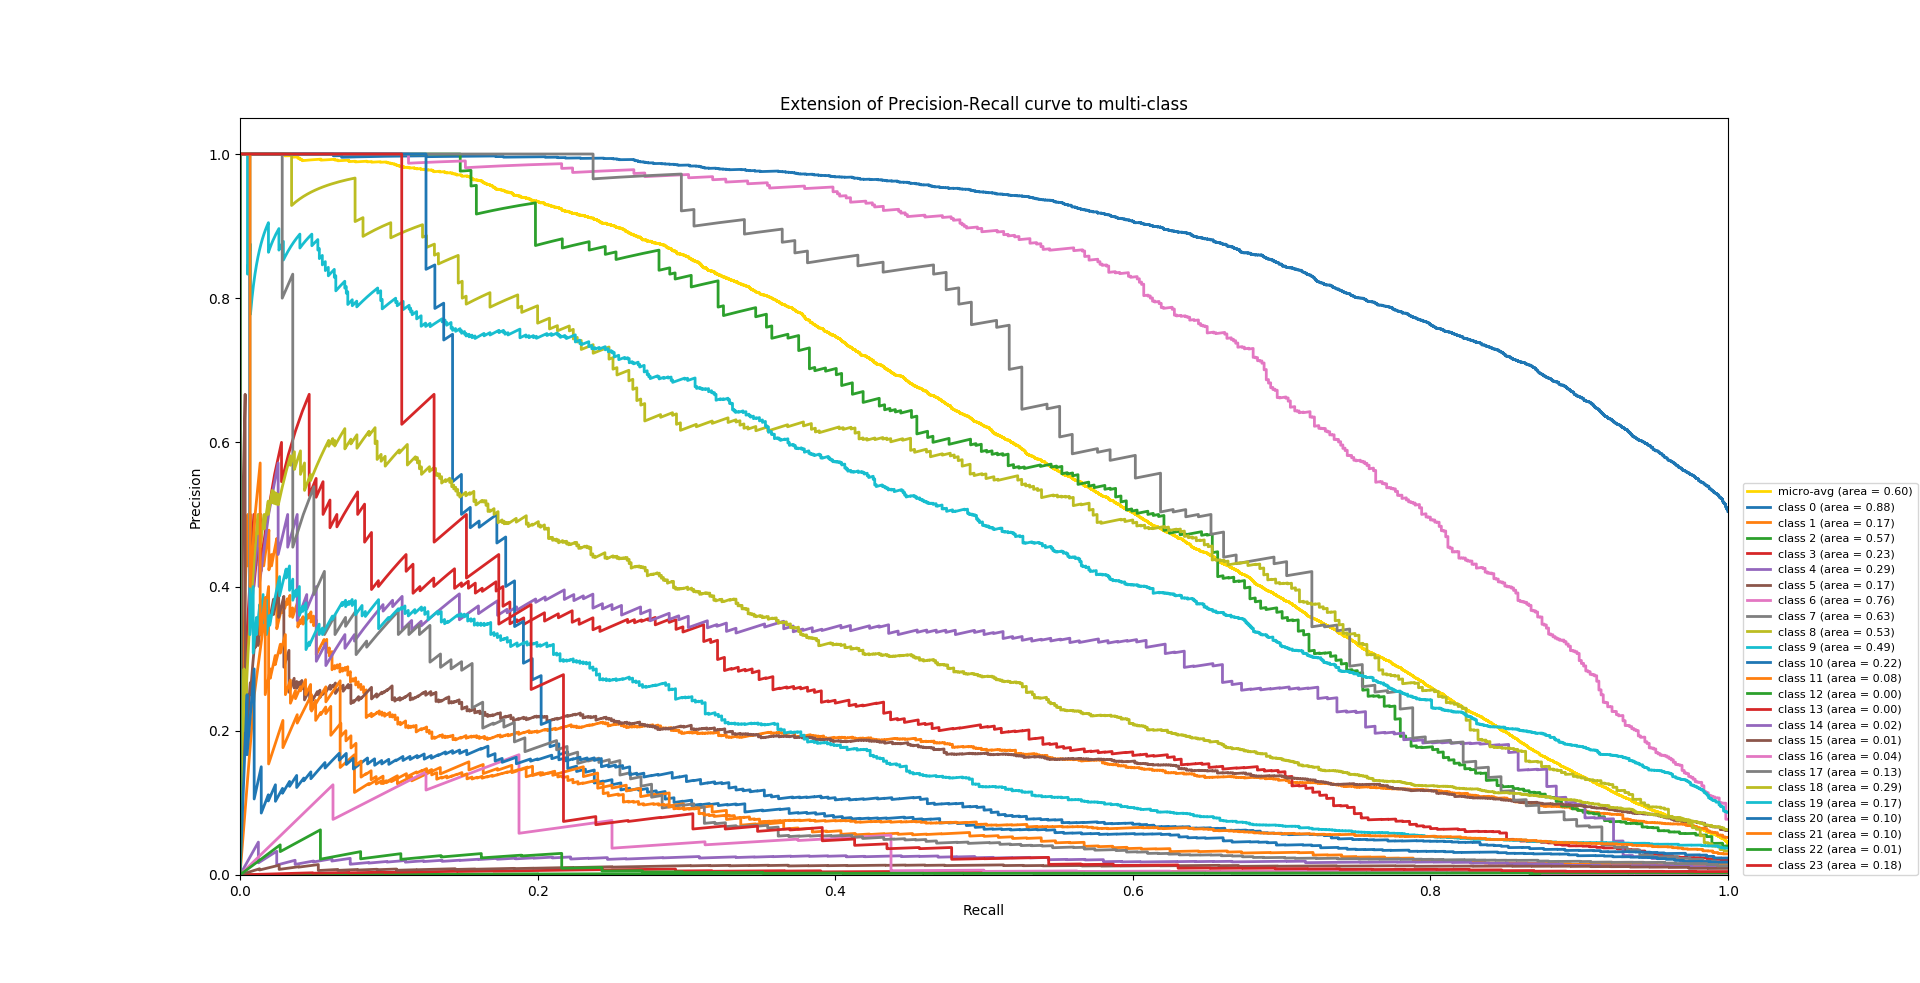 Extension of Precision-Recall curve to multi-class
1.0
0.8
0.6
0.4
0.2
0.0
Precision
0.0 0.2 0.4 0.6 0.8 1.0
Recall
micro-avg (area = 0.60)
class 0 (area = 0.88)
class 1 (area = 0.17)
class 2 (area = 0.57)
class 3 (area = 0.23)
class 4 (area = 0.29)
class 5 (area = 0.17)
class 6 (area = 0.76)
class 7 (area = 0.63)
class 8 (area = 0.53)
class 9 (area = 0.49)
class 10 (area = 0.22)
class 11 (area = 0.08)
class 12 (area = 0.00)
class 13 (area = 0.00)
class 14 (area = 0.02)
class 15 (area = 0.01)
class 16 (area = 0.04)
class 17 (area = 0.13)
class 18 (area = 0.29)
class 19 (area = 0.17)
class 20 (area = 0.10)
class 21 (area = 0.10)
class 22 (area = 0.01)
class 23 (area = 0.18)